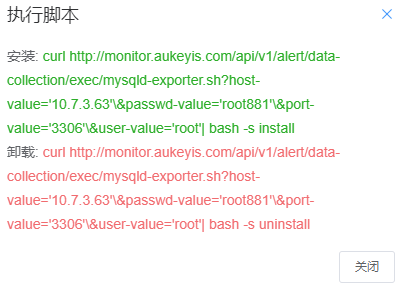 执行脚本
安装: curl http://monitor.aukeyis.com/api/v1/alert/data-
collection/exec/mysqld-exporter.sh?host-
value='10.7.3.63'\&passwd-value='root881'\&port-
value='3306'\&user-value='root'| bash -s install
卸载: curl http://monitor.aukeyis.com/api/v1/alert/data-
collection/exec/mysqld-exporter.sh?host-
value='10.7.3.63'\&passwd-value='root881'\&port-
value='3306'\&user-value='root'| bash -s uninstall
关闭